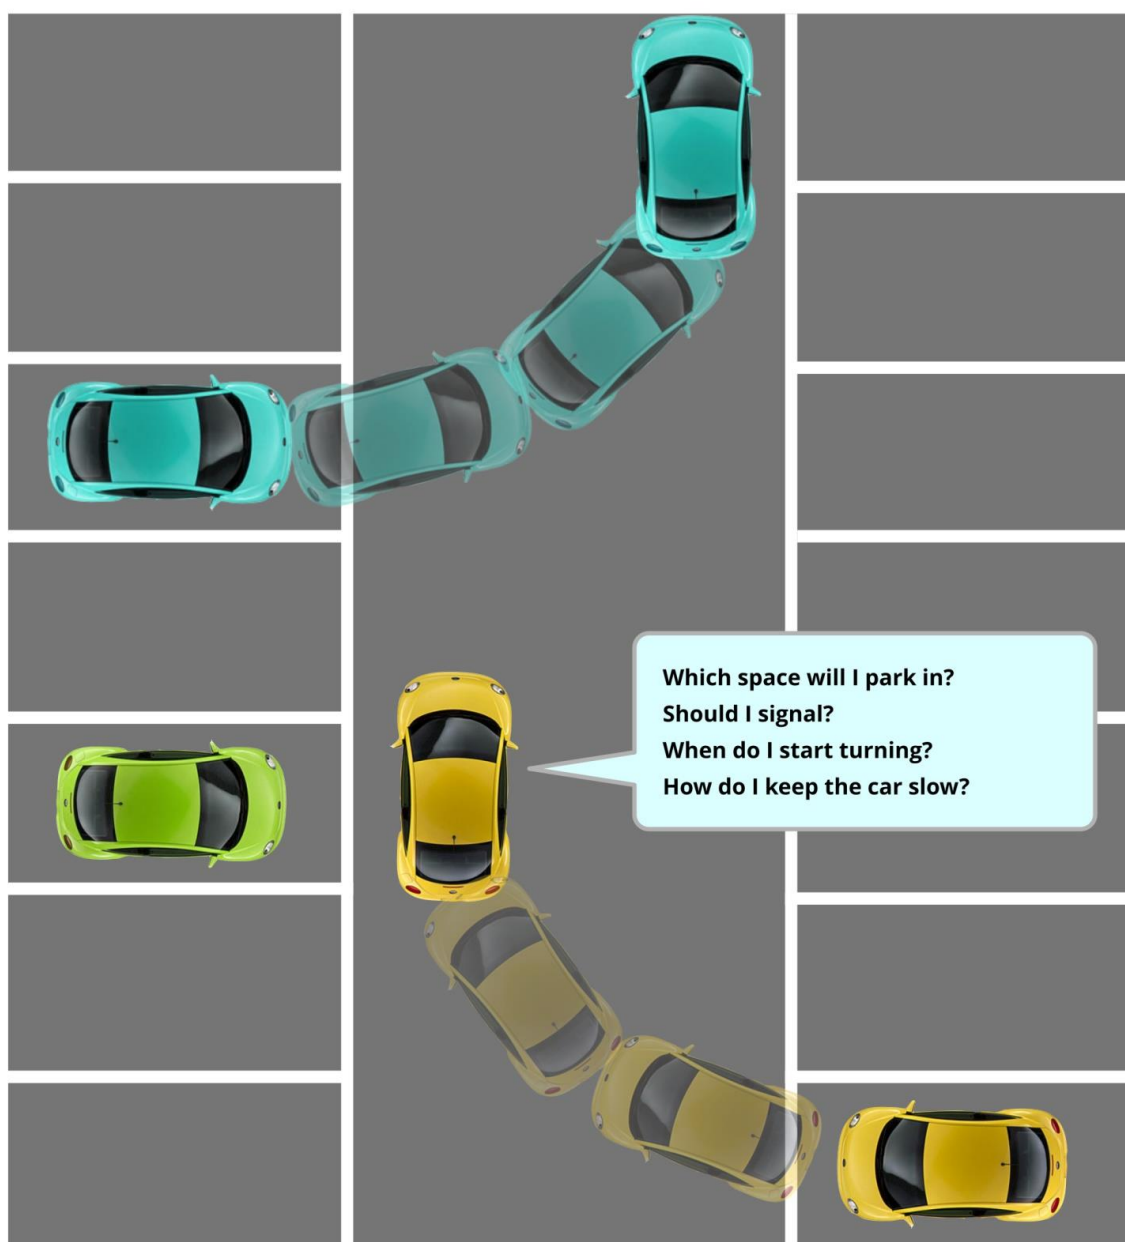 Which space will I park in?
Should I signal?
When do I start turning?
How do I keep the car slow?